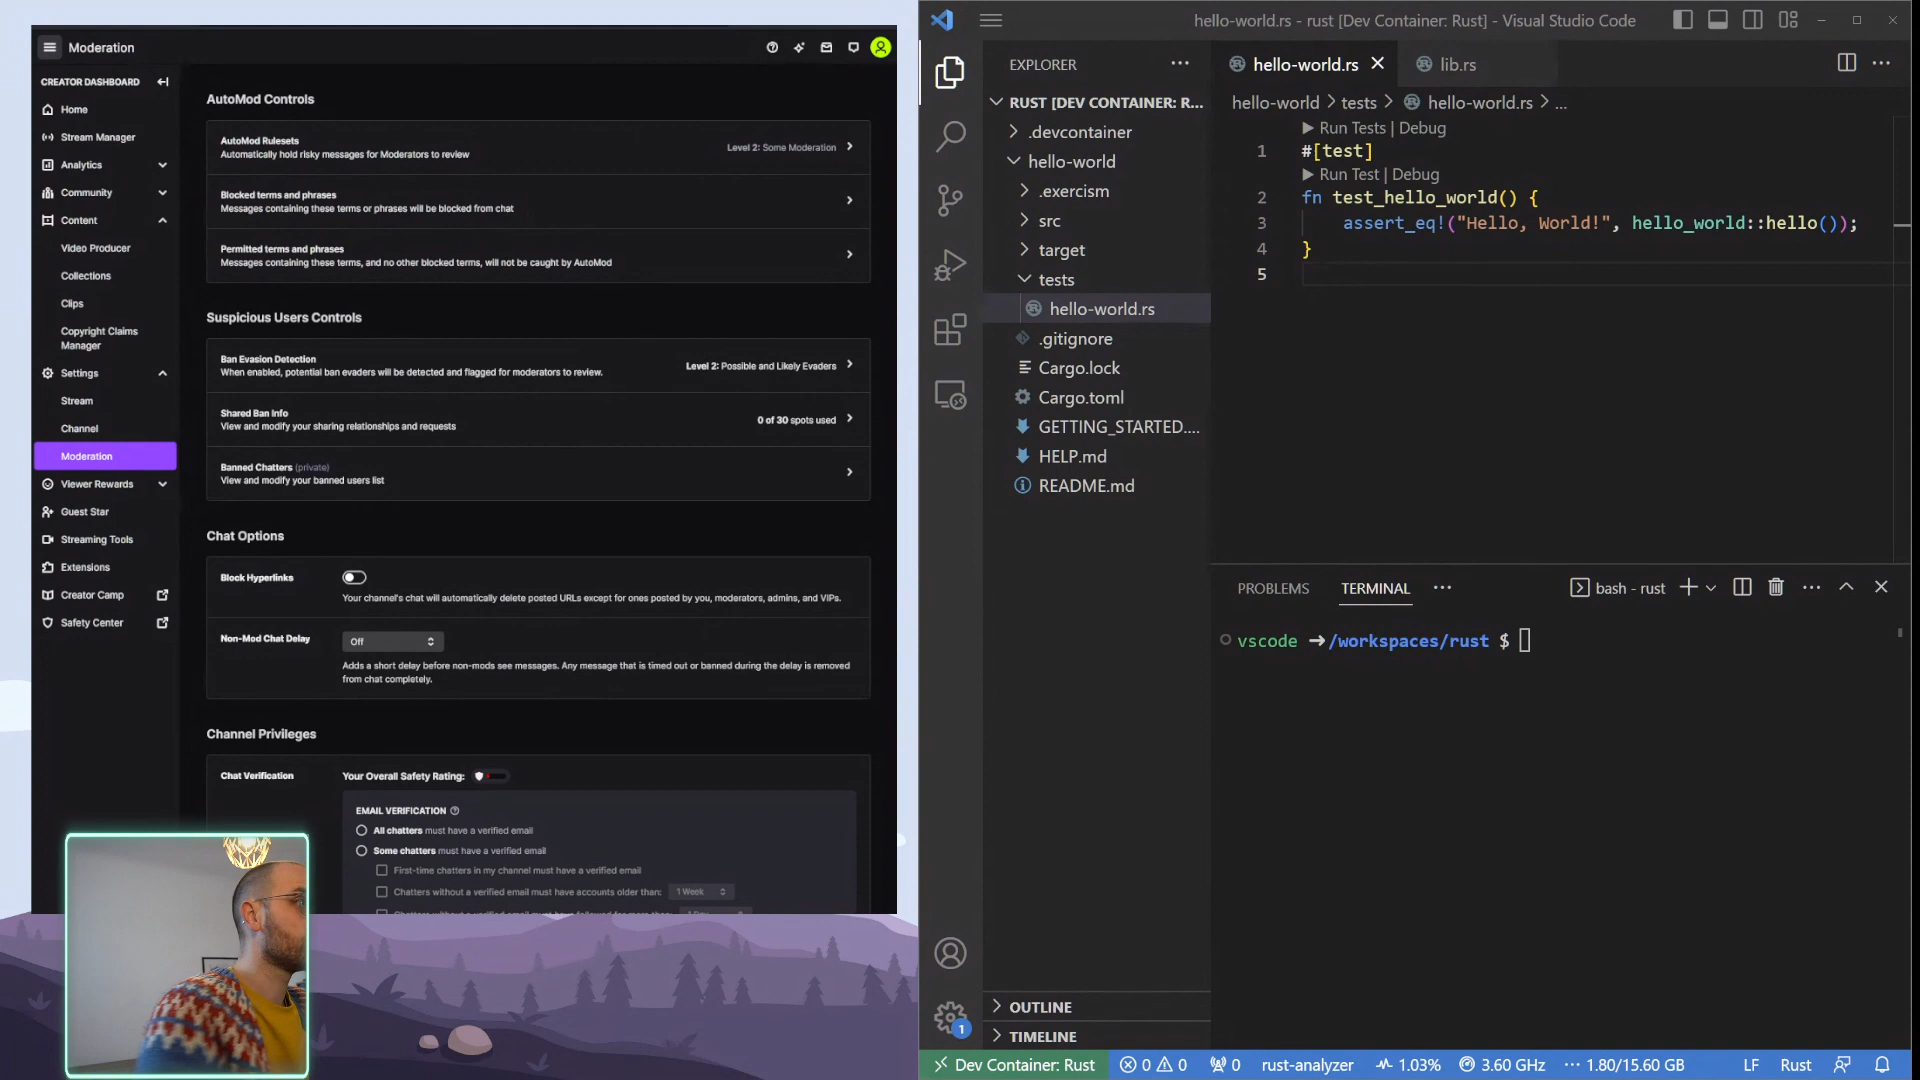 Moderation
CREATOR DASHBOARD
Home
Stream Manager
Analytics
Community
Content
Video Producer
Collections
Clips
Copyright Claims
Manager
Settings
Stream
Channel
Moderation
Viewer Rewards
Guest Star
Streaming Tools
Extensions
Creator Camp
Safety Center
AutoMod Controls
AutoMod Rulesets
Automatically hold risky messages for Moderators to review
Level 2: Some Moderation
Blocked terms and phrases
Messages containing these terms or phrases will be blocked from chat
Permitted terms and phrases
Messages containing these terms, and no other blocked terms, will not be caught by AutoMod
Suspicious Users Controls
Ban Evasion Detection
When enabled, potential ban evaders will be detected and flagged for moderators to review.
Level 2: Possible and Likely Evaders
Shared Ban Info
View and modify your sharing relationships and requests
0 of 30 spots used
Banned Chatters (private)
View and modify your banned users list
Chat Options
Block Hyperlinks
Your channel's chat will automatically delete posted URLs except for ones posted by you, moderators, admins, and VIPs.
Non-Mod Chat Delay
Off
Adds a short delay before non-mods see messages. Any message that is timed out or banned during the delay is removed
from chat completely.
Channel Privileges
Chat Verification
Your Overall Safety Rating:
EMAIL VERIFICATION
All chatters must have a verified email
Some chatters must have a verified email
First-time chatters in my channel must have a verified email
Chatters without a verified email must have accounts older than: 1 Week
hello-world.rs - rust [Dev Container: Rust] - Visual Studio Code
EXPLORER
RUST [DEV CONTAINER: R...
.devcontainer
hello-world
.exercism
src
target
tests
hello-world.rs
.gitignore
Cargo.lock
Cargo.toml
GETTING_STARTED....
HELP.md
README.md
OUTLINE
TIMELINE
hello-world.rs
lib.rs
hello-world > tests > hello-world.rs > ...
Run Tests | Debug
1 #[test]
Run Test | Debug
2 fn test_hello_world() {
3 assert_eq!("Hello, World!", hello_world::hello());
4 }
5
PROBLEMS TERMINAL ... bash - rust
vscode ➜/workspaces/rust $
1
Dev Container: Rust 0 0 0 rust-analyzer 1.03% 3.60 GHz ... 1.80/15.60 GB LF Rust